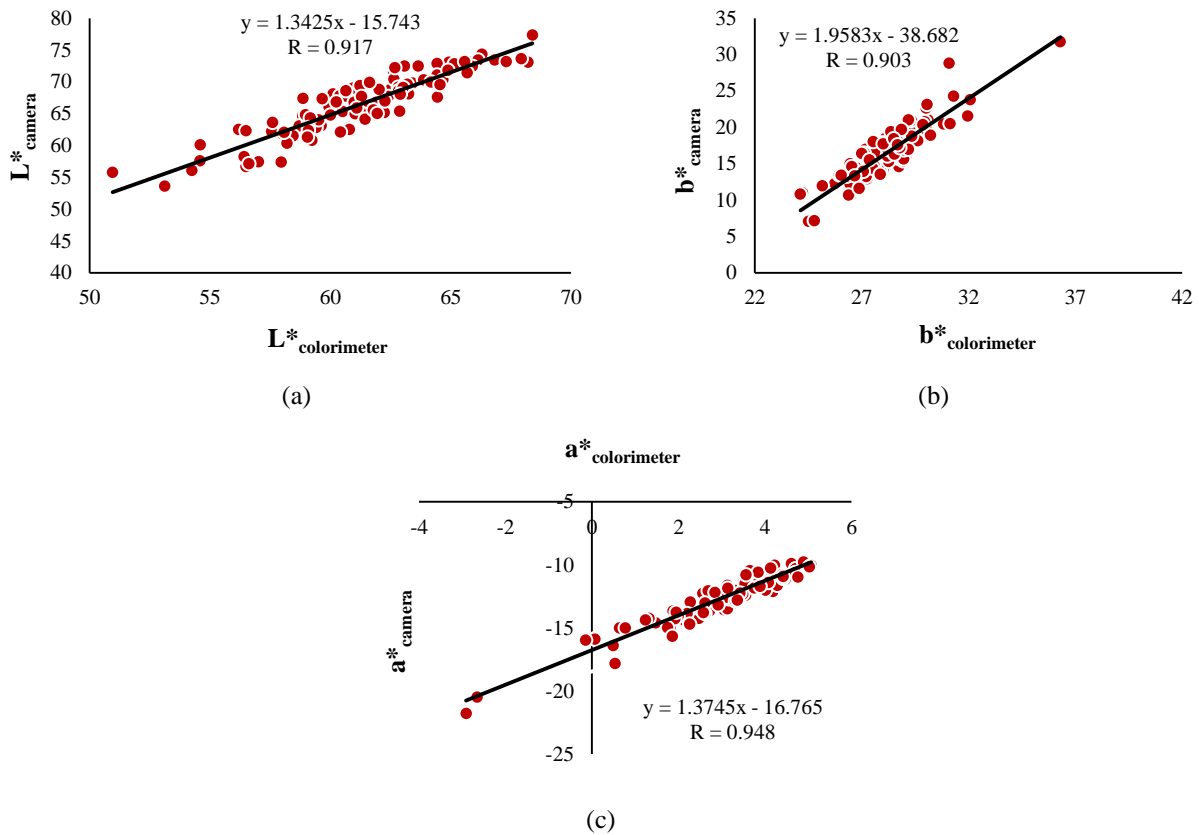 y = 1.3425x - 15.743
R = 0.917
80
75
70
65
60
55
50
45
40
L*camera
50 55 60 65 70
L*colorimeter
(a)
y = 1.9583x - 38.682
R = 0.903
35
30
25
20
15
10
5
0
b*camera
22 27 32 37 42
b*colorimeter
(b)
a*colorimeter
-5
-4 -2 0 2 4 6
-10
-15
-20
-25
a*camera
y = 1.3745x - 16.765
R = 0.948
(c)